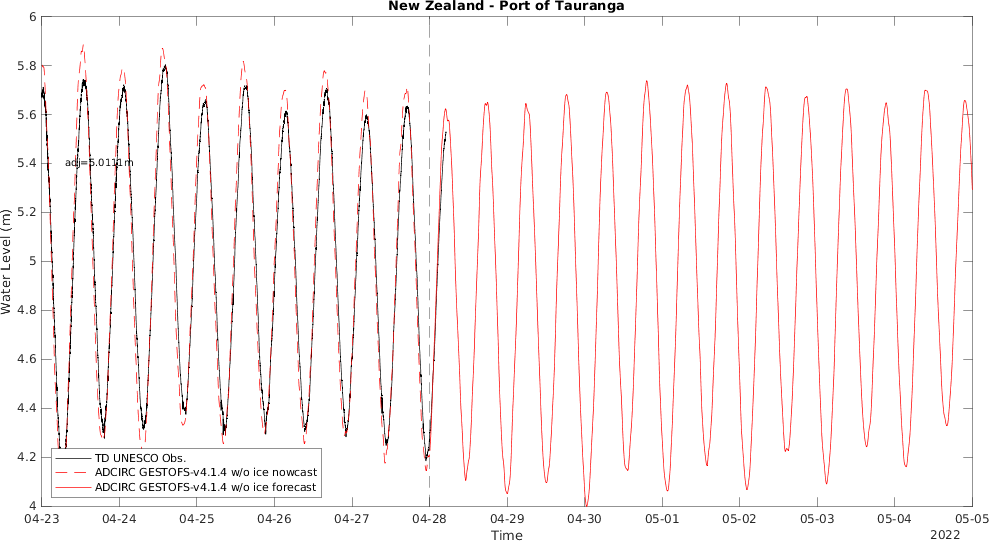 New Zealand - Port of Tauranga
Water Level (m)
6
5.8
5.6
5.4
5.2
5
4.8
4.6
4.4
4.2
4
adj=5.0111m
TD UNESCO Obs.
ADCIRC GESTOFS-v4.1.4 w/o ice nowcast
ADCIRC GESTOFS-v4.1.4 w/o ice forecast
04-23 04-24 04-25 04-26 04-27 04-28 04-29 04-30 05-01 05-02 05-03 05-04 05-05
Time
2022